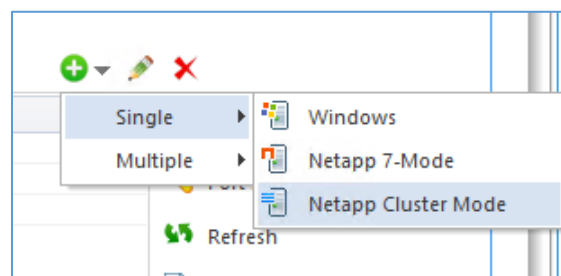 Single
Windows
Multiple
Netapp 7-Mode
Netapp Cluster Mode
Refresh